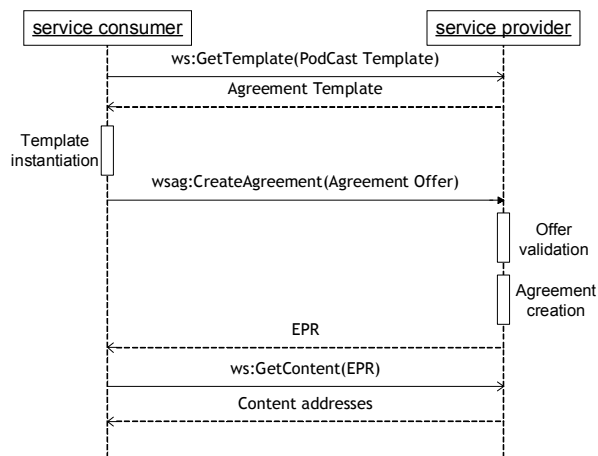 service consumer
service provider
ws:GetTemplate(PodCast Template)
Agreement Template
Template
instantiation
wsag:CreateAgreement(Agreement Offer)
Offer
validation
Agreement
creation
EPR
ws:GetContent(EPR)
Content addresses